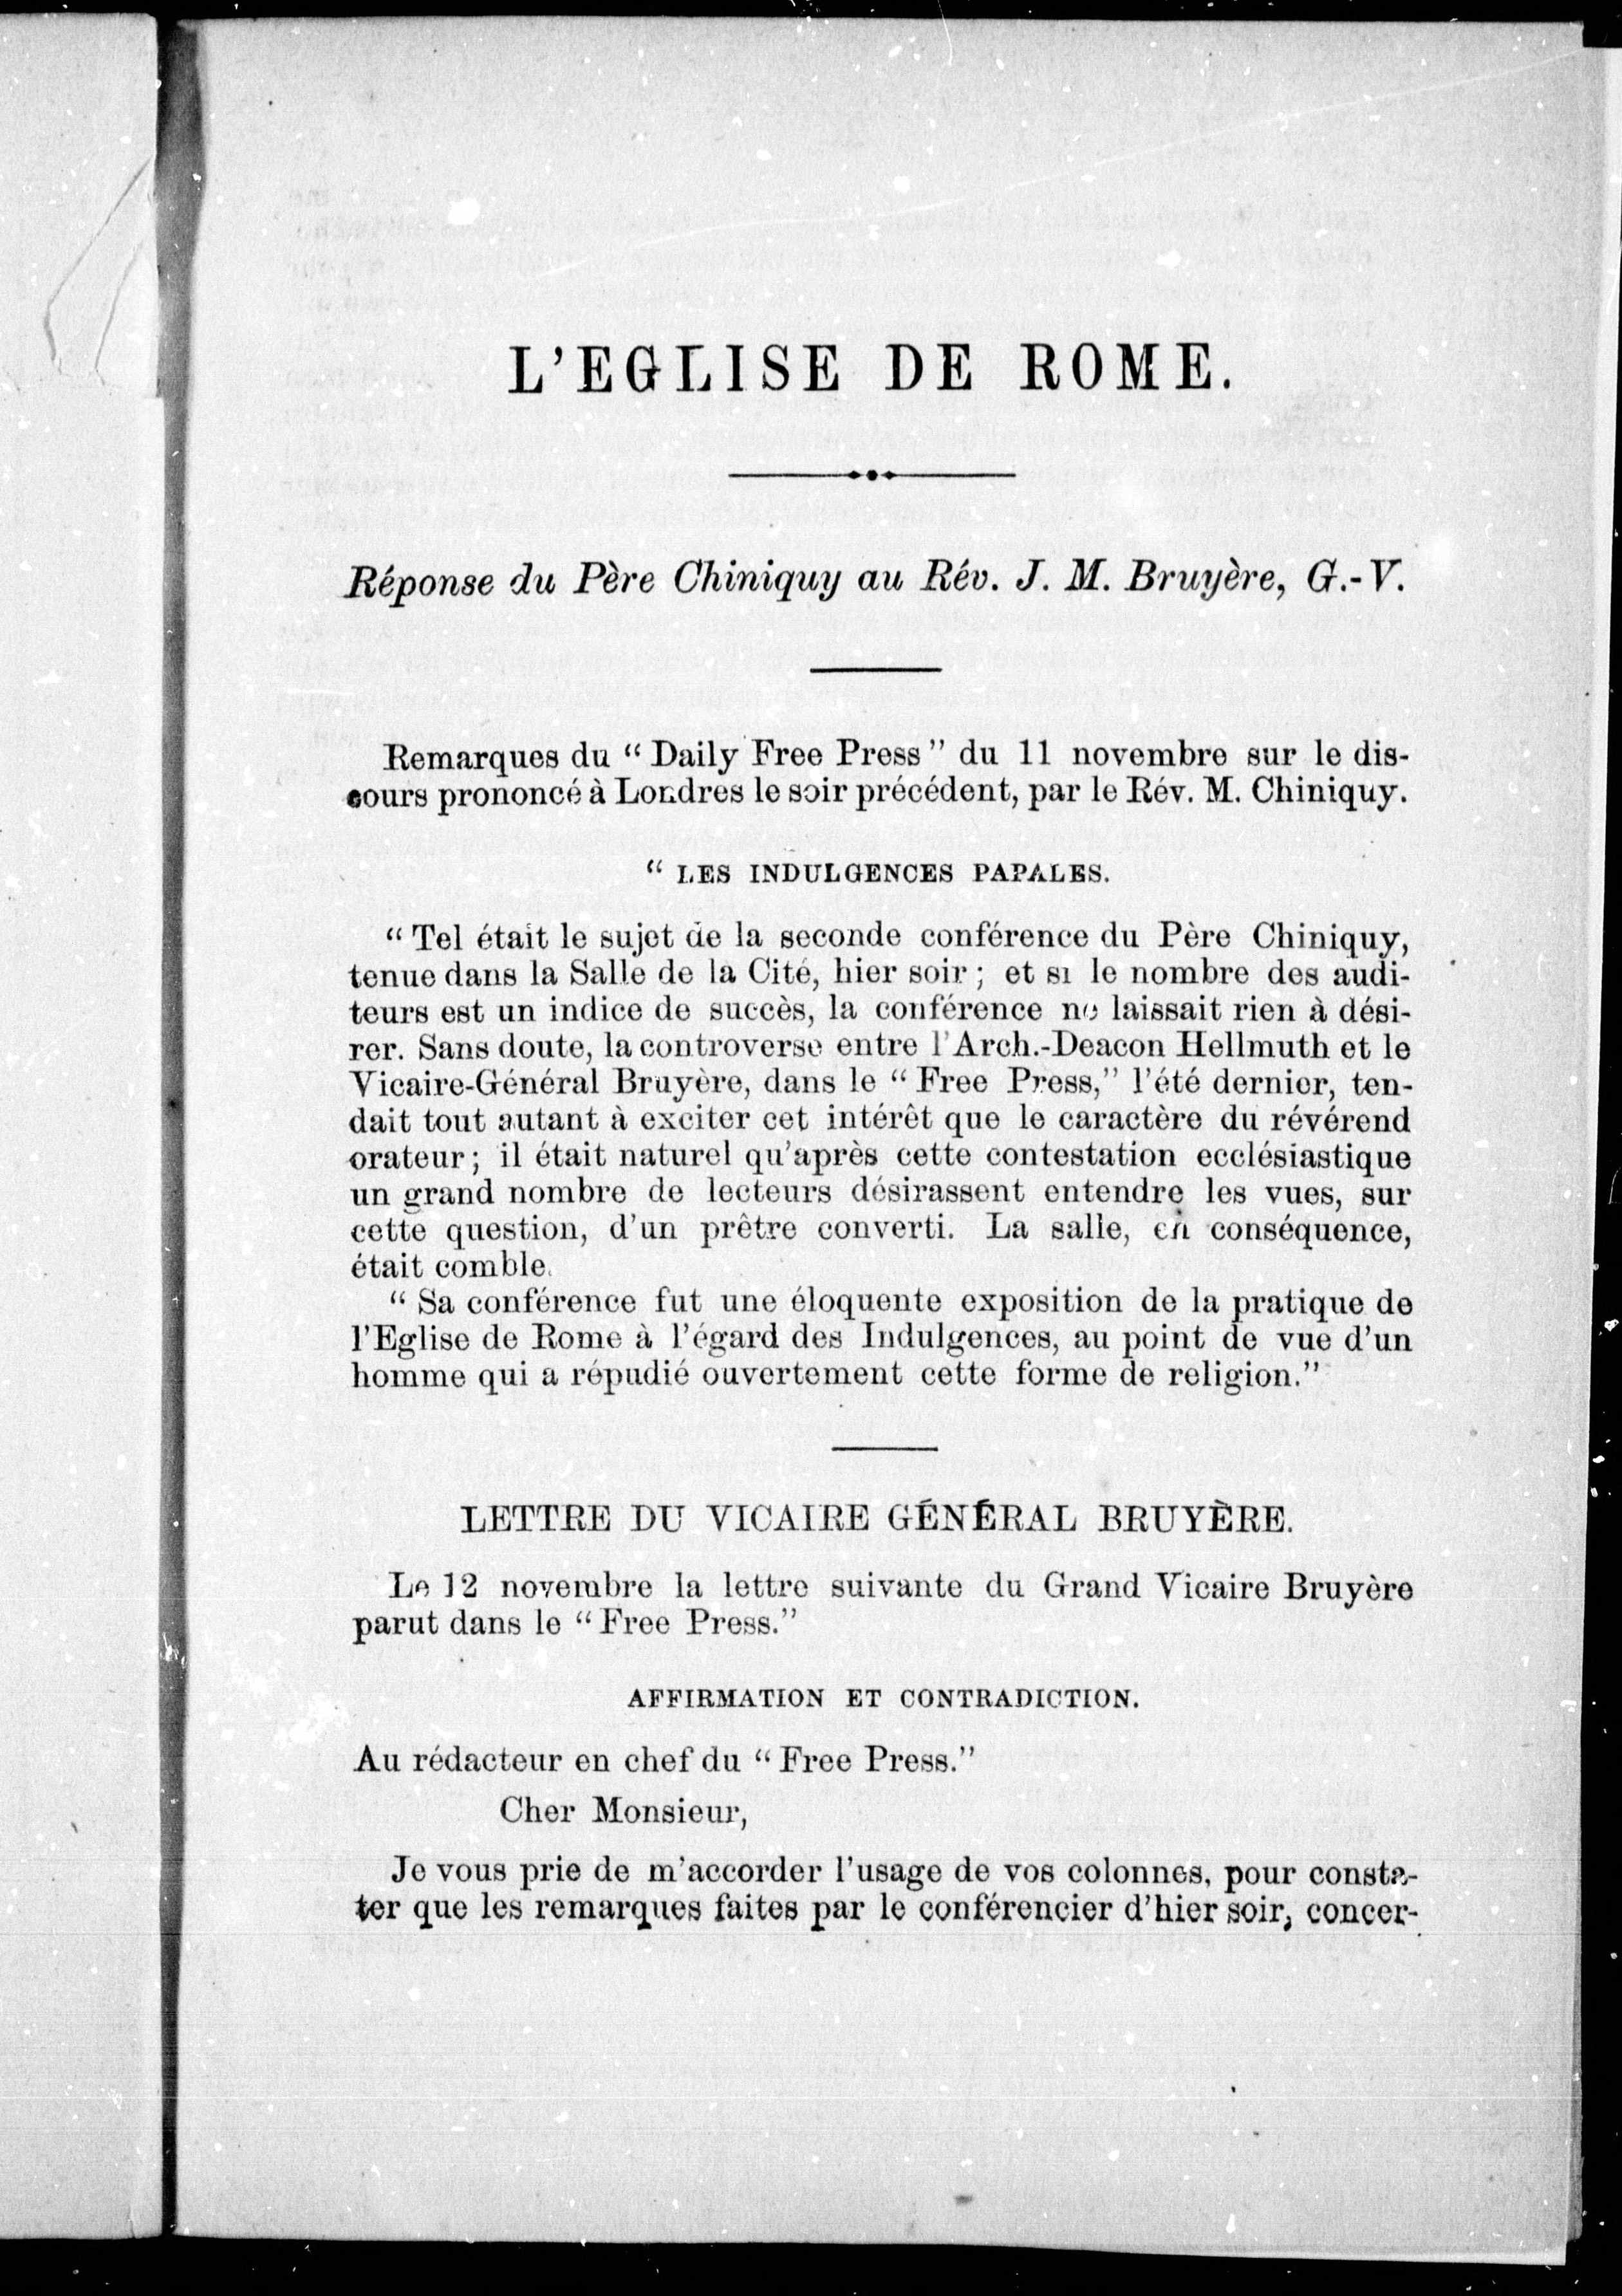 L'EGLISE DE ROME.
Réponse du Père Chiniquy au Rév. J. M. Bruyère, G.-V.
Remarques du “ Daily Free Press ” du 11 novembre sur le dis-
cours prononcé à Londres le soir précédent, par le Rév. M. Chiniquy.
“ LES INDULGENCES PAPALES.
“ Tel était le sujet de la seconde conférence du Père Chiniquy,
tenue dans la Salle de la Cité, hier soir ; et si le nombre des audi-
teurs est un indice de succès, la conférence ne laissait rien à dési-
rer. Sans doute, la controverse entre l'Arch.-Deacon Hellmuth et le
Vicaire-Général Bruyère, dans le “ Free Press,” l'été dernier, ten-
dait tout autant à exciter cet intérêt que le caractère du révérend
orateur ; il était naturel qu'après cette contestation ecclésiastique
un grand nombre de lecteurs désirassent entendre les vues, sur
cette question, d'un prêtre converti. La salle, en conséquence,
était comble.
“ Sa conférence fut une éloquente exposition de la pratique de
l'Eglise de Rome à l'égard des Indulgences, au point de vue d'un
homme qui a répudié ouvertement cette forme de religion.”
LETTRE DU VICAIRE GÉNÉRAL BRUYÈRE.
Le 12 novembre la lettre suivante du Grand Vicaire Bruyère
parut dans le “ Free Press.”
AFFIRMATION ET CONTRADICTION.
Au rédacteur en chef du “ Free Press.”
Cher Monsieur,
Je vous prie de m'accorder l'usage de vos colonnes, pour consta-
ter que les remarques faites par le conférencier d'hier soir, concer-